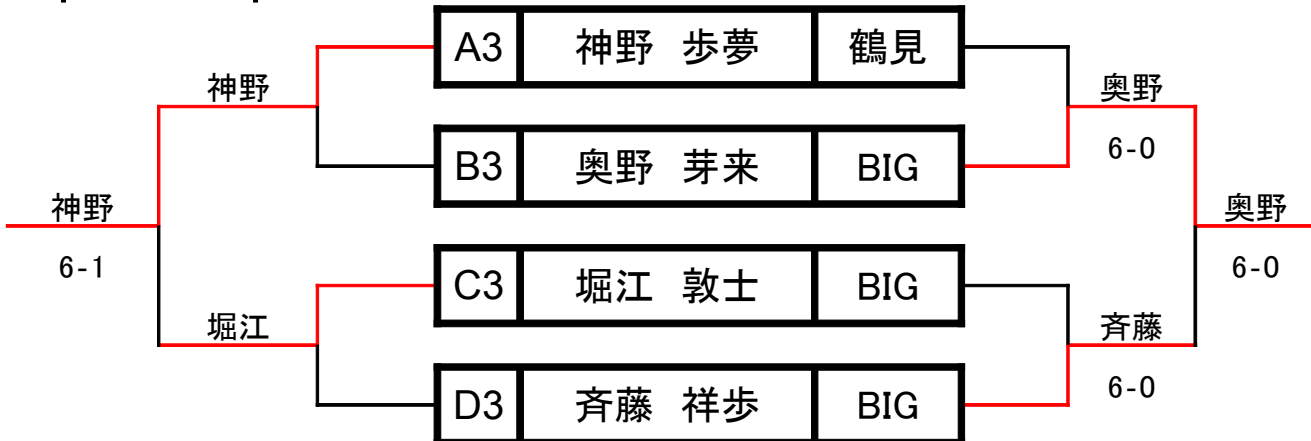 A3 神野 歩夢 鶴見
神野 奥野
B3 奥野 芽来 BIG 6-0
神野 奥野
6-1 C3 堀江 敦士 BIG 6-0
堀江 斉藤
D3 斉藤 祥歩 BIG 6-0